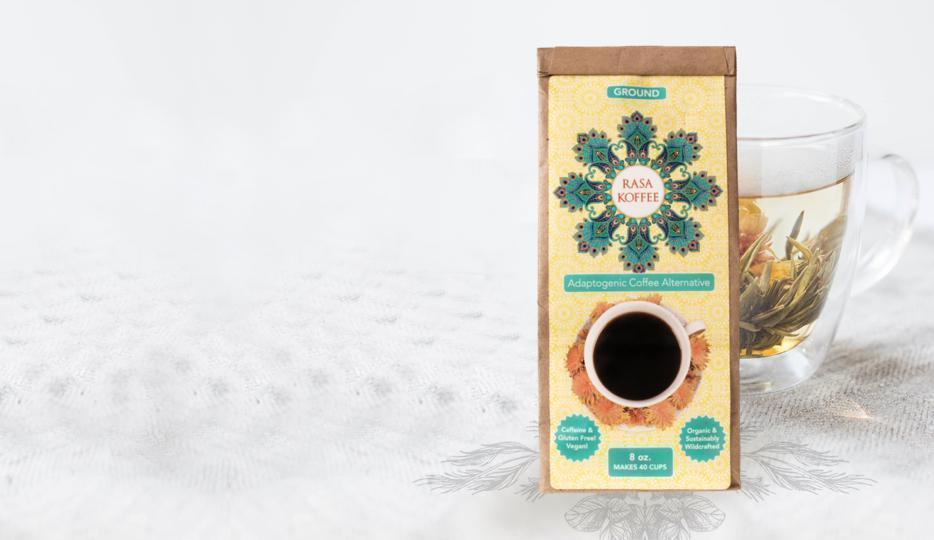 GROUND
RASA
KOFFEE
Adaptogenic Coffee Alternative
Caffeine &
Gluten Free!
Vegan!
Organic &
Sustainably
Wildcrafted
8 oz.
MAKES 40 CUPS